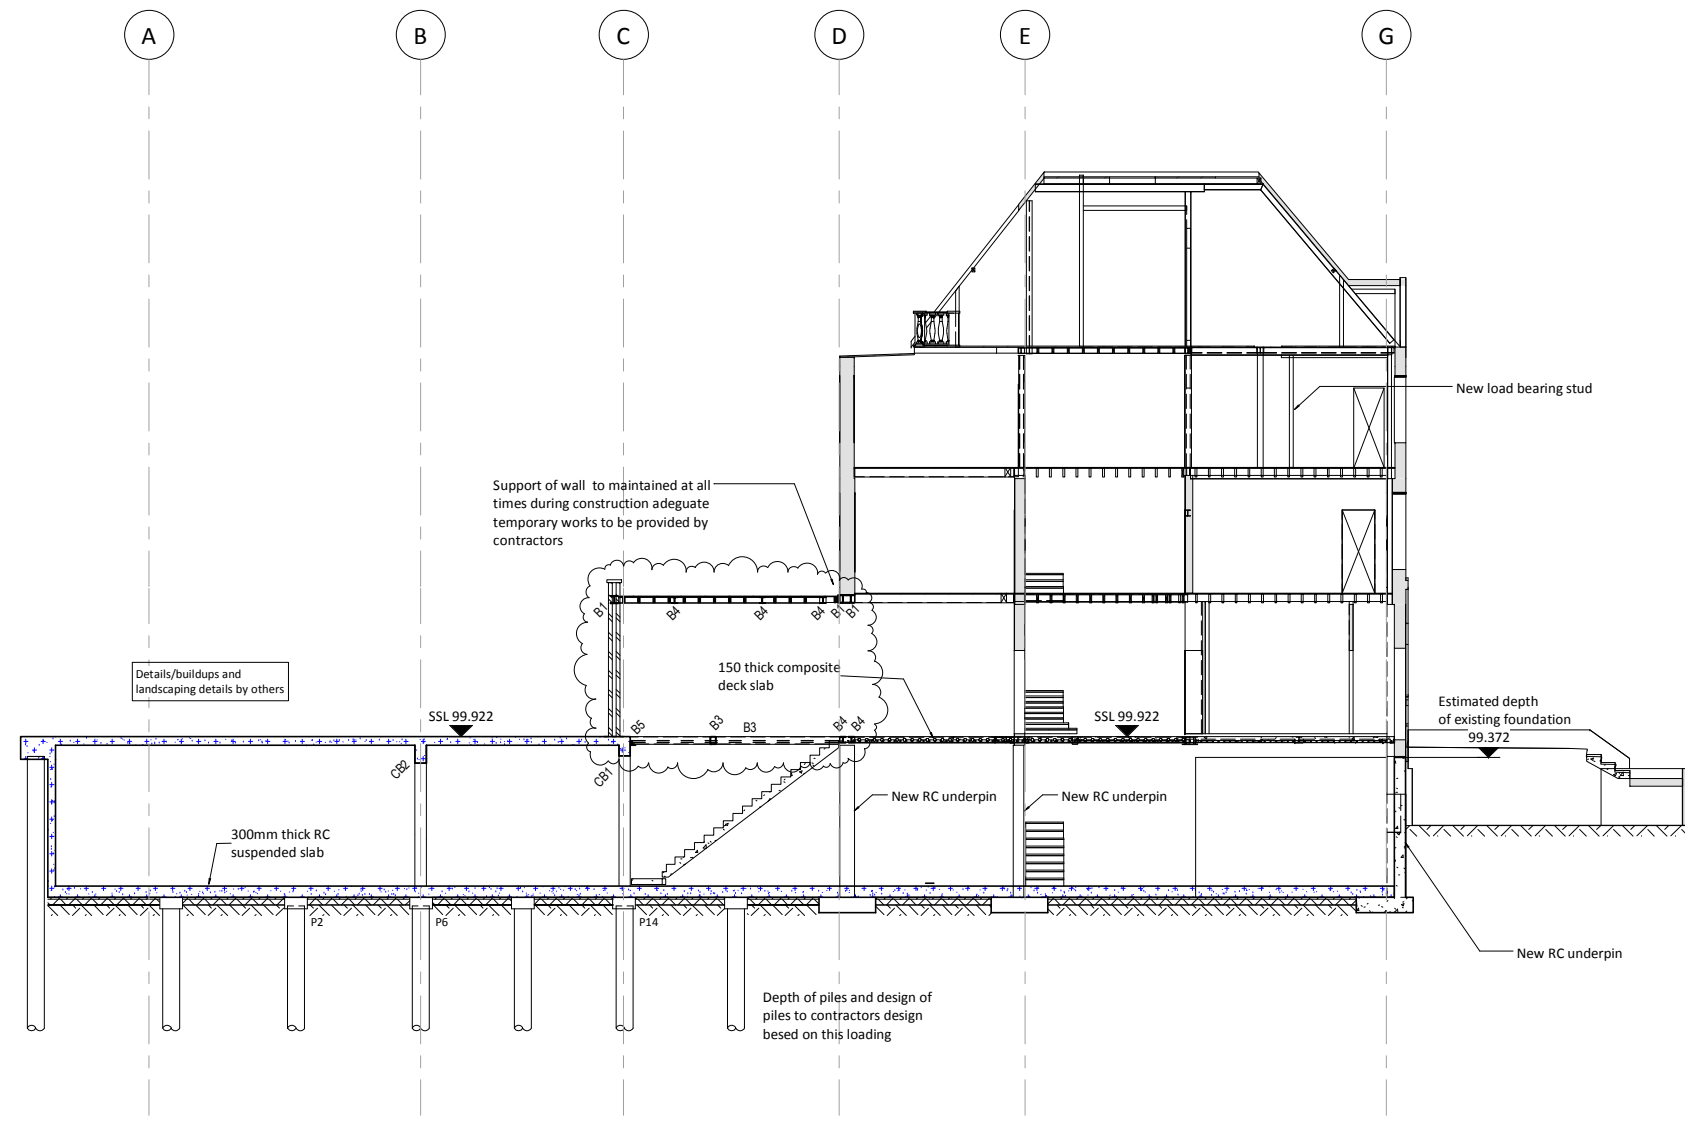 A
B
C
D
E
G
New load bearing stud
Support of wall to maintained at all
times during construction adeguate
temporary works to be provided by
contractors
B1
B4
B4
B4
B1
B1
Details/buildups and
landscaping details by others
150 thick composite
deck slab
SSL 99.922
B5
B3
B3
B4
B4
SSL 99.922
Estimated depth
of existing foundation
99.372
CB2
CB1
New RC underpin
New RC underpin
300mm thick RC
suspended slab
P2
P6
P14
New RC underpin
Depth of piles and design of
piles to contractors design
besed on this loading